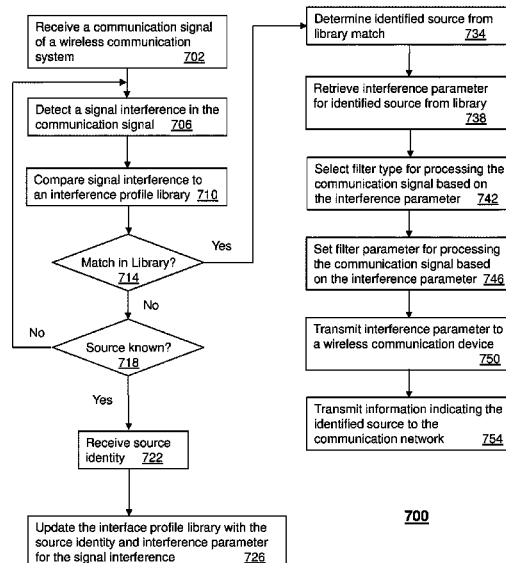 Receive a communication signal
of a wireless communication
system 702
Detect a signal interference in the
communication signal 706
Compare signal interference to
an interference profile library 710
Match in Library?
714
Yes
No
Source known?
718
No
Yes
Receive source
identity 722
Update the interface profile library with the
source identity and interference parameter
for the signal interference 726
Determine identified source from
library match 734
Retrieve interference parameter
for identified source from library
738
Select filter type for processing the
communication signal based on
the interference parameter 742
Set filter parameter for processing
the communication signal based
on the interference parameter 746
Transmit interference parameter to
a wireless communication device
750
Transmit information indicating the
identified source to the
communication network 754
700